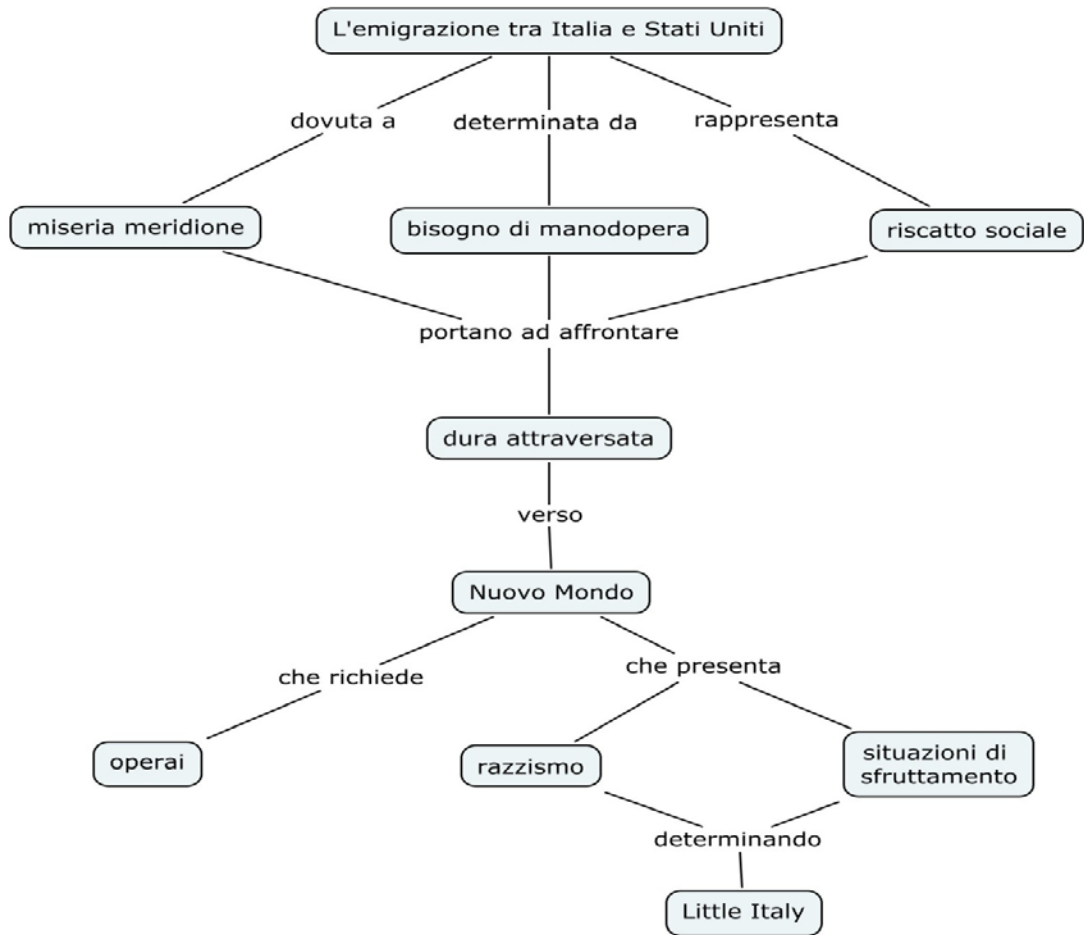 L'emigrazione tra Italia e Stati Uniti
dovuta a
determinata da
rappresenta
miseria meridione
bisogno di manodopera
riscatto sociale
portano ad affrontare
dura attraversata
verso
Nuovo Mondo
che richiede
che presenta
operai
razzismo
situazioni di
sfruttamento
determinando
Little Italy